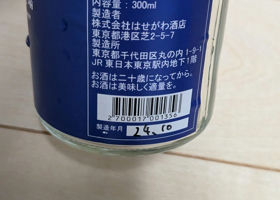 内容量：300ml
製造者
株式会社はせがわ酒店
東京都港区芝2-5-7
製造所
東京都千代田区丸の内1-9-1
JR東日本東京駅内地下1階
お酒は二十歳になってから。
お酒は美味しく適量を。
2700017001356
製造年月 24.10